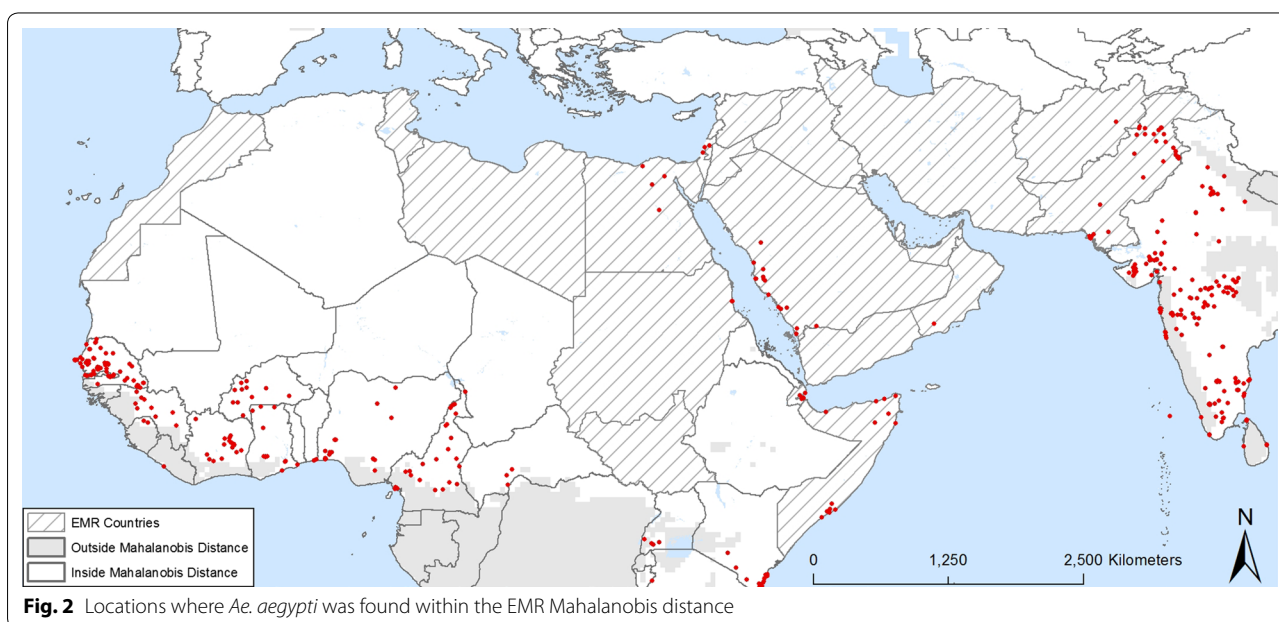 N
0 1,250 2,500 Kilometers
EMR Countries
Outside Mahalanobis Distance
Inside Mahalanobis Distance
Fig. 2 Locations where Ae. aegypti was found within the EMR Mahalanobis distance